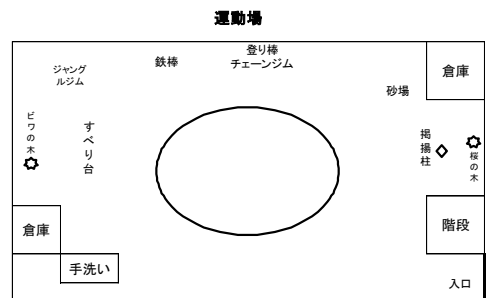 運動場
登り棒
チェーンジム
鉄棒
ジャング
ルジム
倉庫
砂場
ビワの木
すべり台
掲揚柱
桜の木
倉庫
階段
手洗い
入口